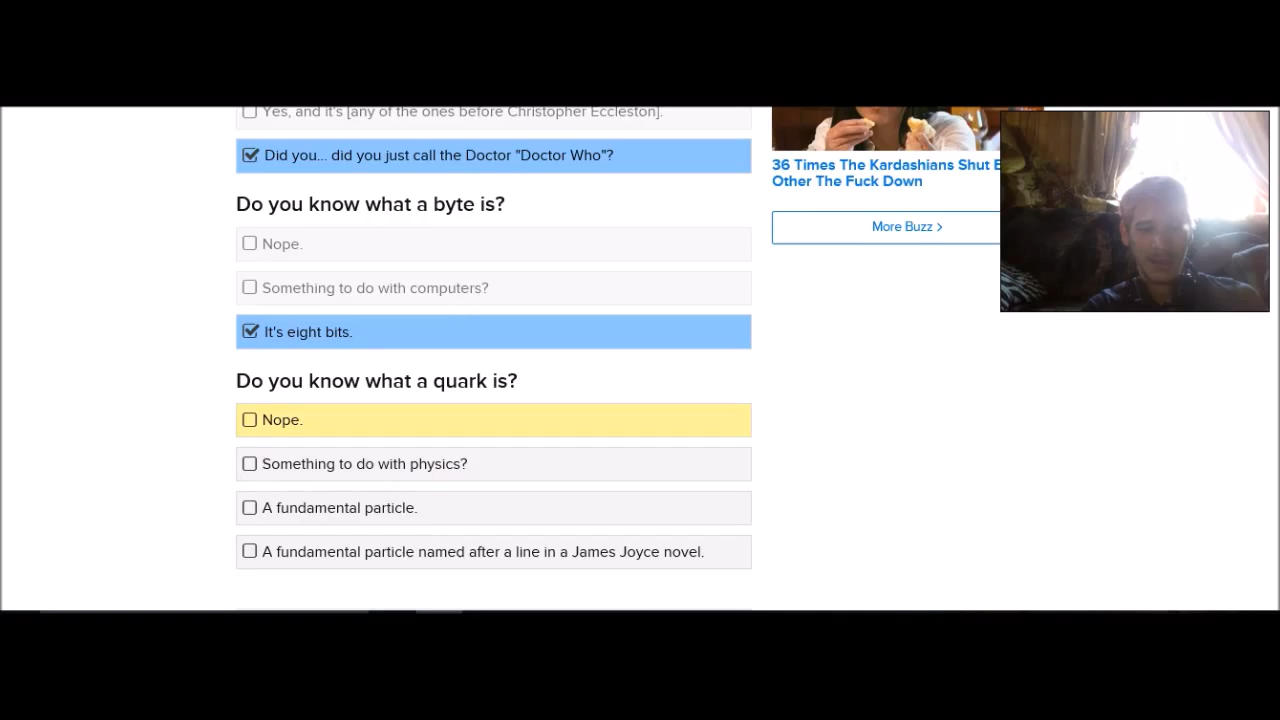 Yes, and it's [any of the ones before Christopher Eccleston].
Did you... did you just call the Doctor "Doctor Who"?
Do you know what a byte is?
Nope.
Something to do with computers?
It's eight bits.
Do you know what a quark is?
Nope.
Something to do with physics?
A fundamental particle.
A fundamental particle named after a line in a James Joyce novel.
36 Times The Kardashians Shut
Other The Fuck Down
More Buzz >